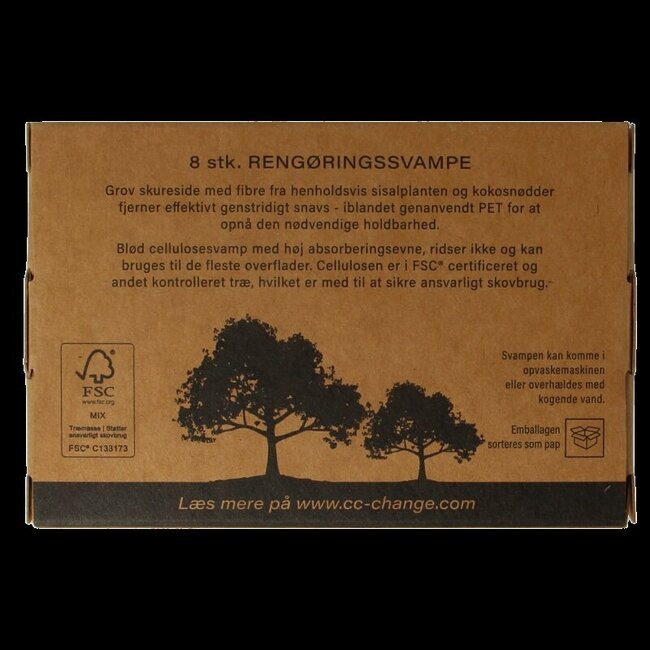 8 stk. RENGØRINGSSVAMPE
Grov skureside med fibre fra henholdsvis sisalplanten og kokosnødder
fjerner effektivt genstridigt snavs - iblandet genanvendt PET for at
opnå den nødvendige holdbarhed.
Blød cellulosesvamp med høj absorberingsevne, ridser ikke og kan
bruges til de fleste overflader. Cellulosen er i FSC® certificeret og
andet kontrolleret træ, hvilket er med til at sikre ansvarligt skovbrug.
FSC
www.fsc.org
MIX
Træmasse | Støtter
ansvarligt skovbrug
FSC® C133173
Svampen kan komme i
opvaskemaskinen
eller overhældes med
kogende vand.
Emballagen
sorteres som pap
Læs mere på www.cc-change.com